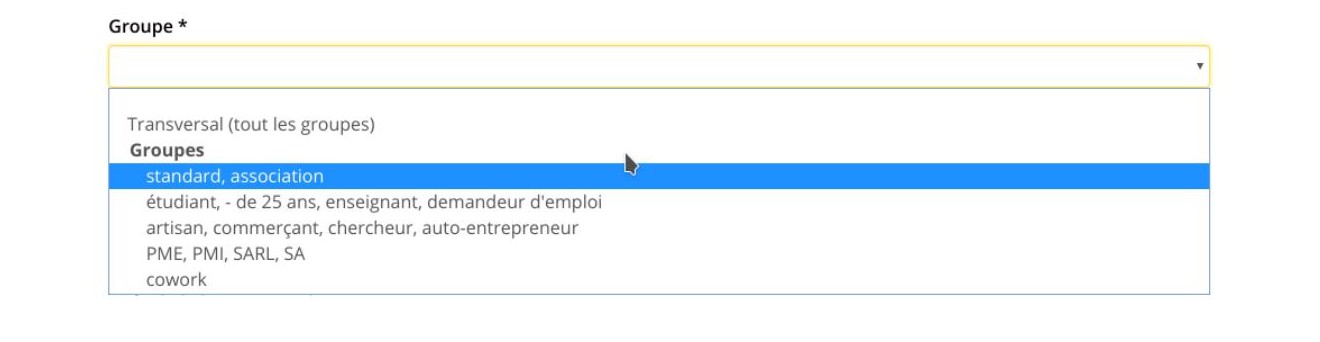 Groupe *
Transversal (tout les groupes)
Groupes
standard, association
étudiant, - de 25 ans, enseignant, demandeur d'emploi
artisan, commerçant, chercheur, auto-entrepreneur
PME, PMI, SARL, SA
cowork